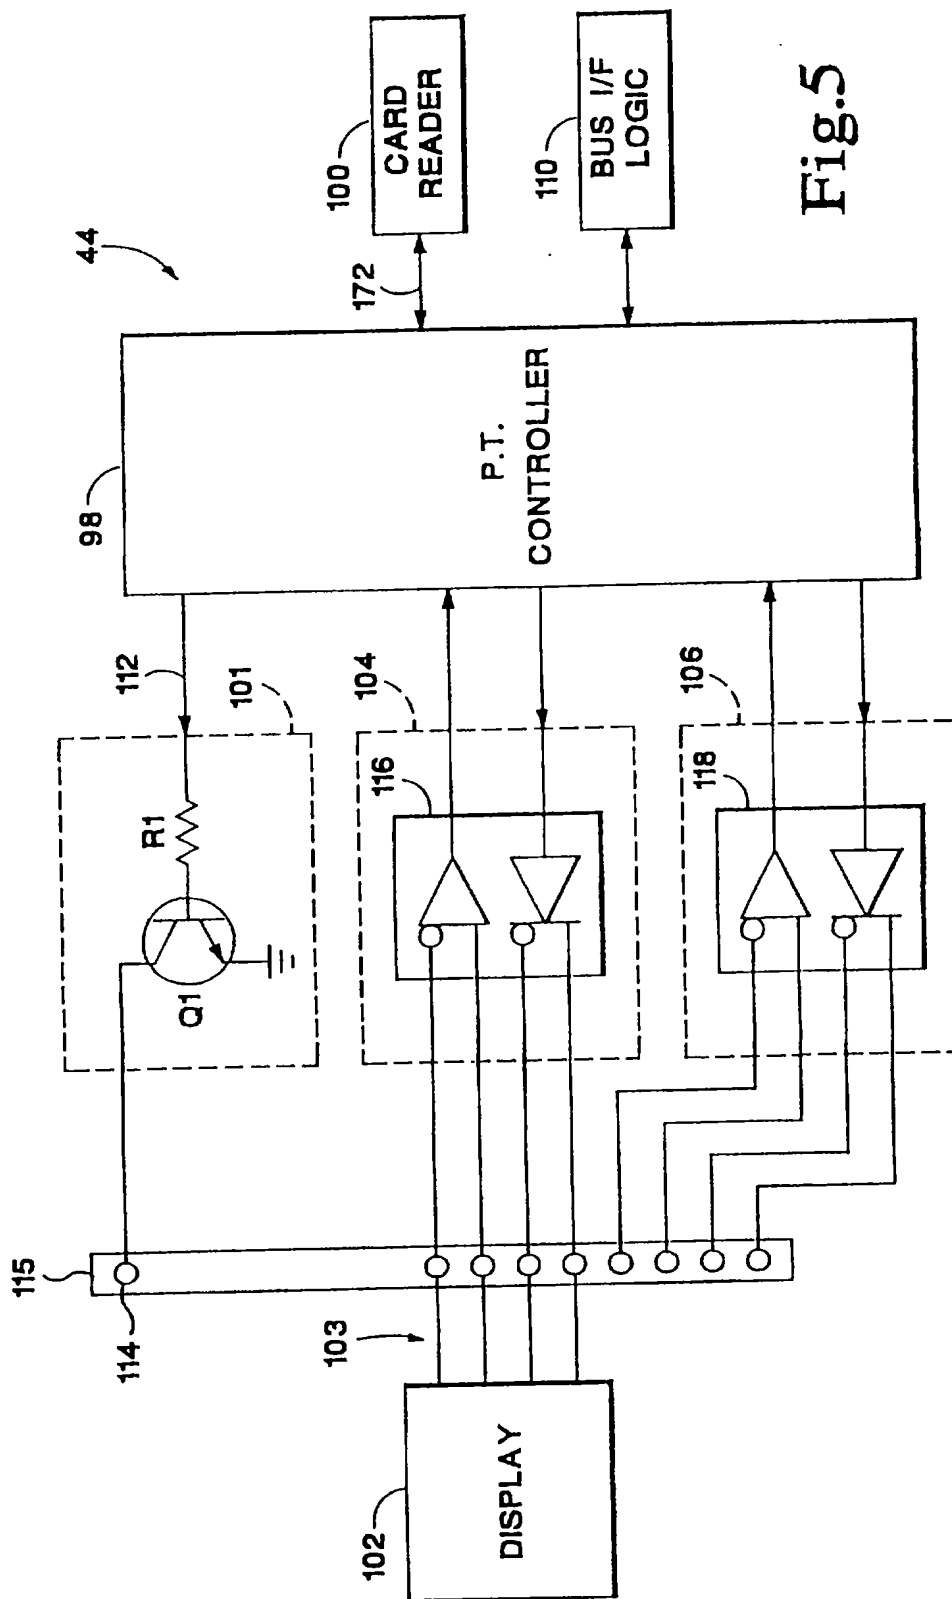 44
98
P.T.
CONTROLLER
172
100
CARD
READER
110
BUS I/F
LOGIC
112
101
R1
Q1
104
116
106
118
115
114
103
102
DISPLAY
Fig.5